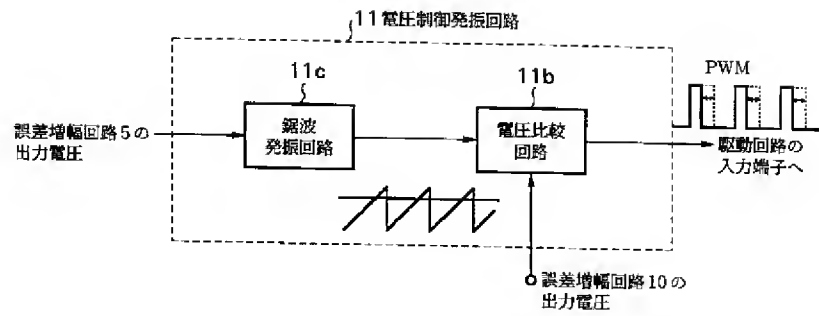 11電圧制御発振回路
11c
11b
PWM
誤差増幅回路5の
出力電圧
鋸波
発振回路
電圧比較
回路
駆動回路の
入力端子へ
誤差増幅回路10の
出力電圧